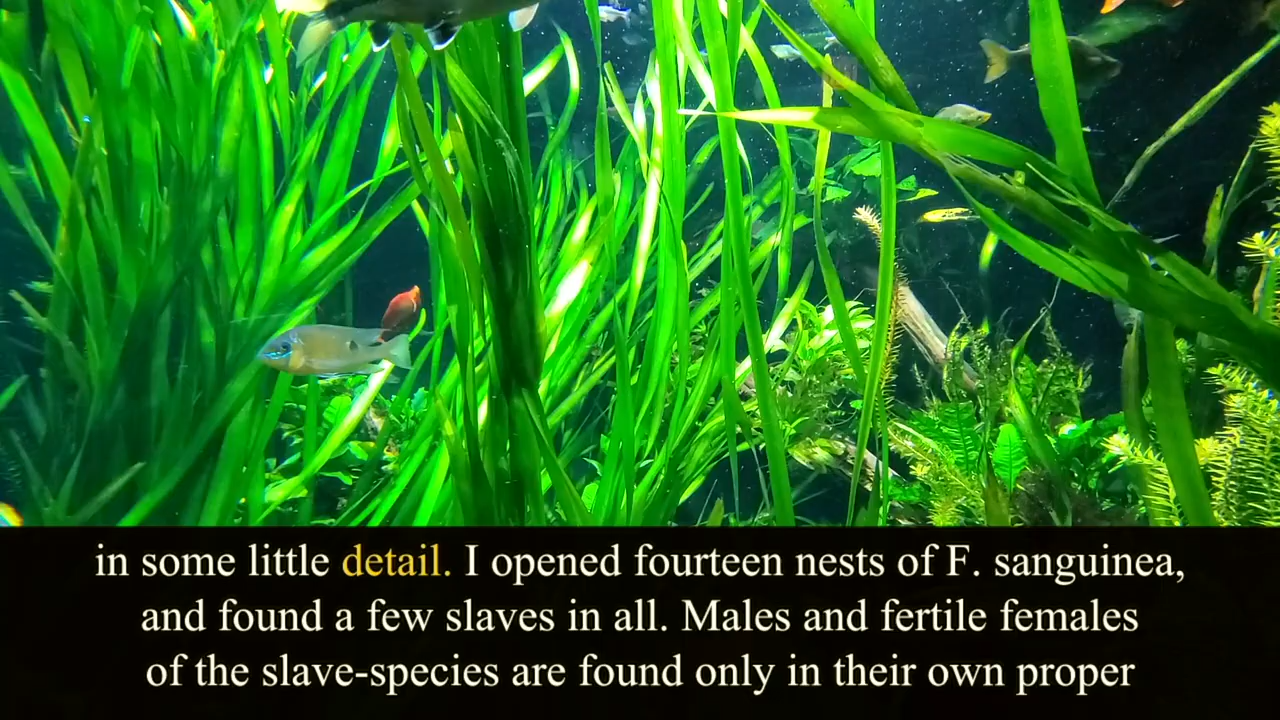 in some little detail. I opened fourteen nests of F. sanguinea,
and found a few slaves in all. Males and fertile females
of the slave-species are found only in their own proper